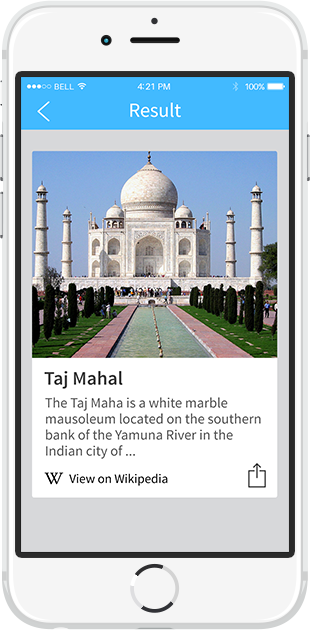 BELL 4:21 PM 100%
Result
Taj Mahal
The Taj Maha is a white marble
mausoleum located on the southern
bank of the Yamuna River in the
Indian city of ...
W View on Wikipedia